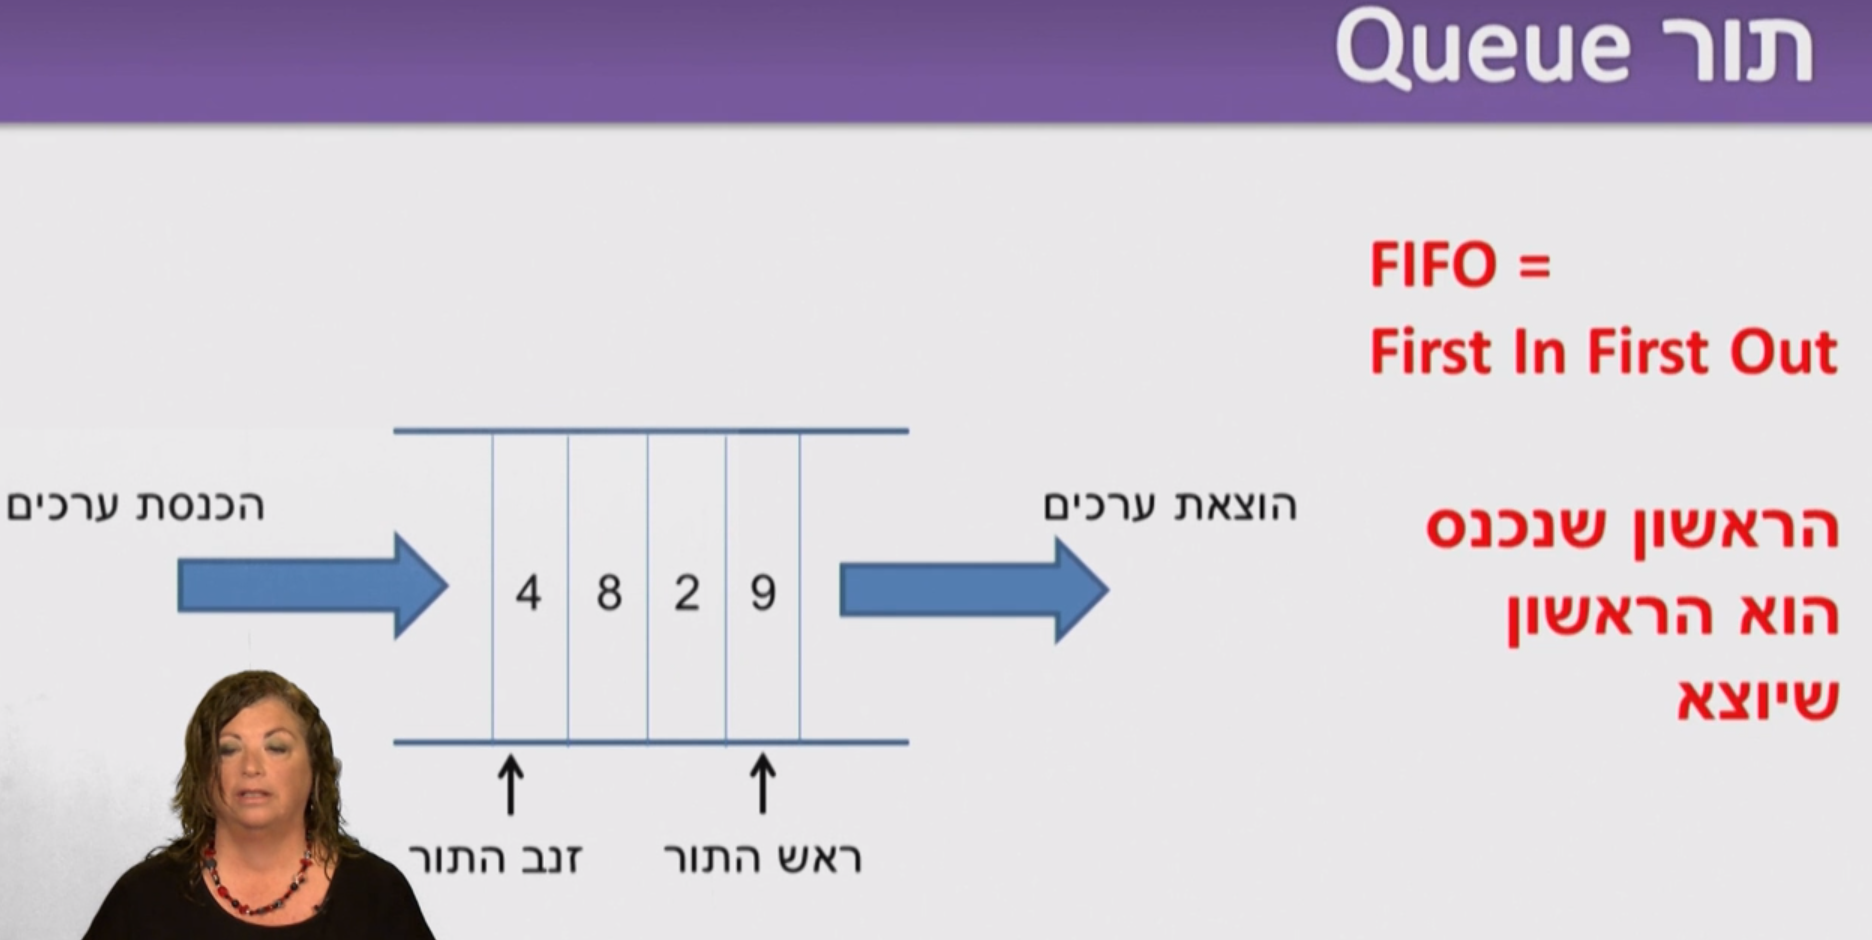 תור Queue
FIFO =
First In First Out
הראשון שנכנס
הוא הראשון
שיוצא
הוצאת ערכים
הכנסת ערכים
4 8 2 9
ראש התור
זנב התור